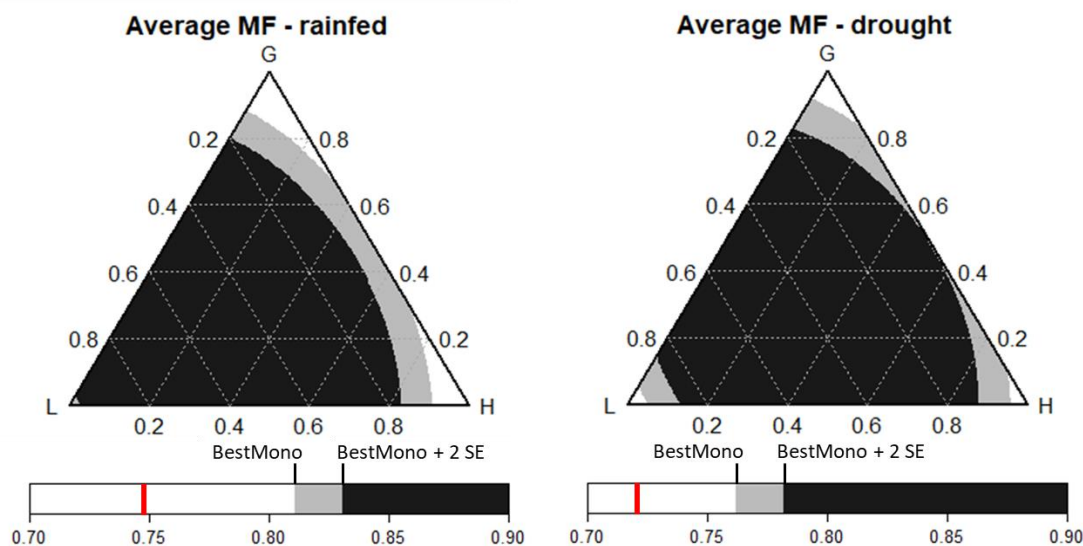 Average MF - rainfed
G
0.2 0.8
0.4 0.6
0.6 0.4
0.8 0.2
L H
0.2 0.4 0.6 0.8
BestMono BestMono + 2 SE
0.70 0.75 0.80 0.85 0.90
Average MF - drought
G
0.2 0.8
0.4 0.6
0.6 0.4
0.8 0.2
L H
0.2 0.4 0.6 0.8
BestMono BestMono + 2 SE
0.70 0.75 0.80 0.85 0.90